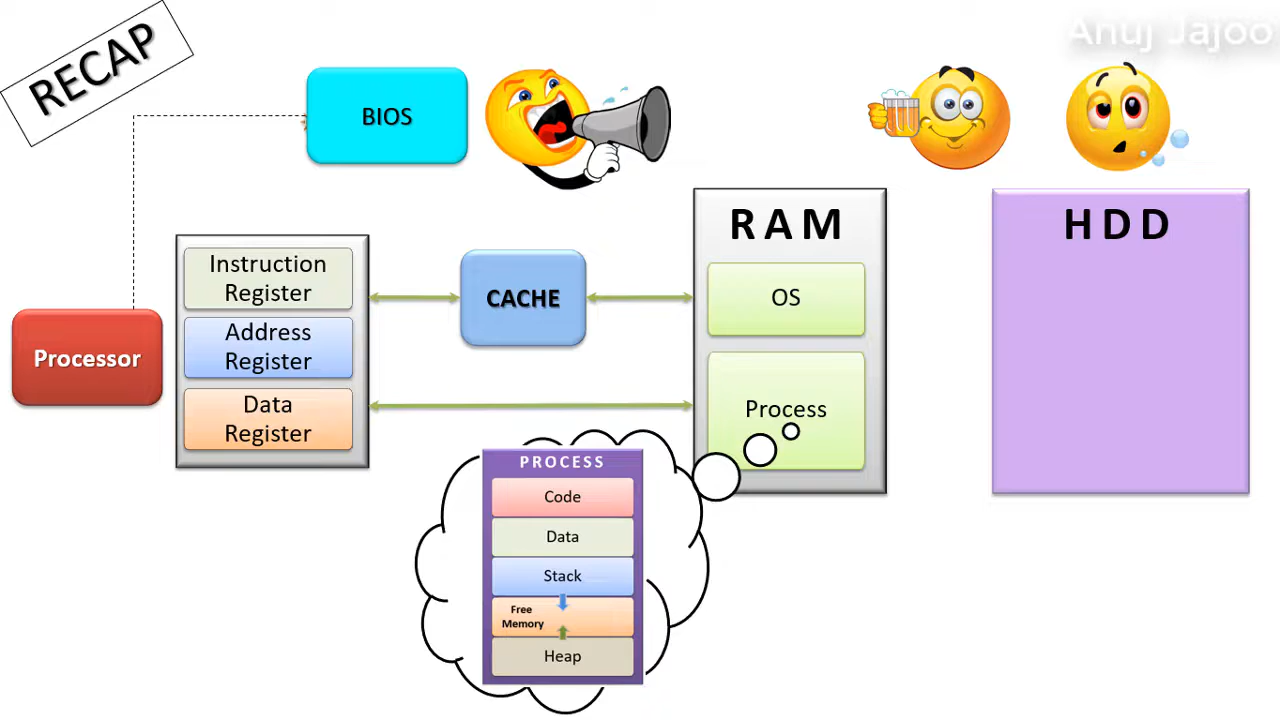 RECAP
Anuj Jajoo
BIOS
RAM
HDD
Instruction
Register
Address
Register
Data
Register
Processor
CACHE
OS
Process
PROCESS
Code
Data
Stack
Free
Memory
Heap